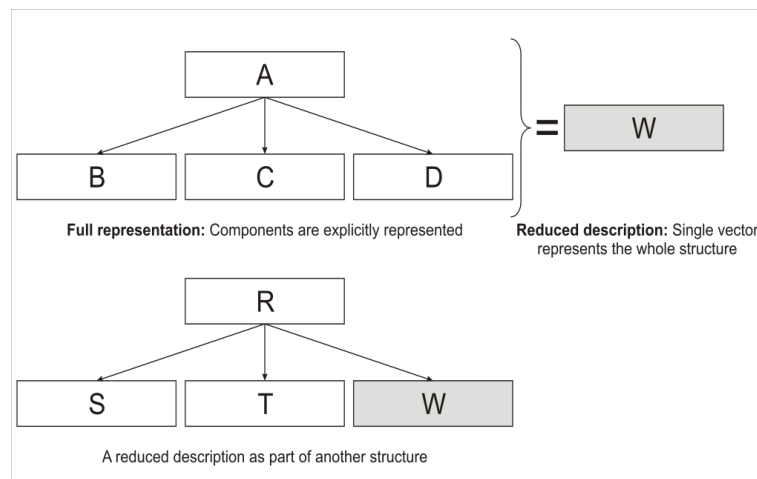 A
=
W
B
C
D
Full representation: Components are explicitly represented
Reduced description: Single vector
represents the whole structure
R
S
T
W
A reduced description as part of another structure